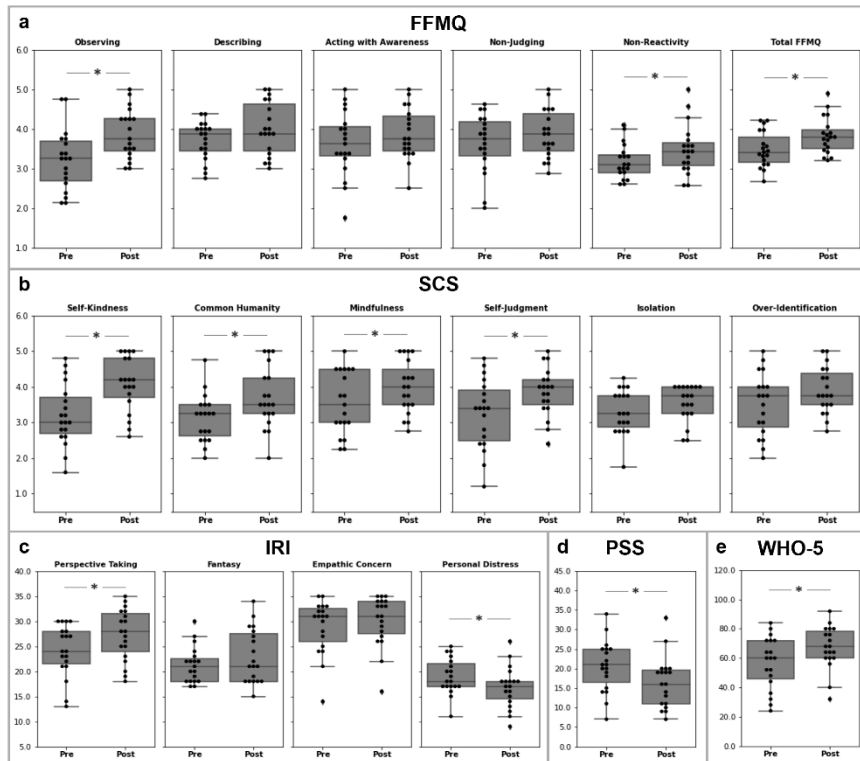 a FFMQ
Observing Describing Acting with Awareness Non-Judging Non-Reactivity Total FFMQ
6.0
* * *
5.0
4.0
3.0
2.0
1.0
Pre Post Pre Post Pre Post Pre Post Pre Post Pre Post
b SCS
Self-Kindness Common Humanity Mindfulness Self-Judgment Isolation Over-Identification
6.0
* * * *
5.0
4.0
3.0
2.0
1.0
Pre Post Pre Post Pre Post Pre Post Pre Post Pre Post
c IRI
Perspective Taking Fantasy Empathic Concern Personal Distress
40.0
*
35.0
30.0
*
25.0
20.0
15.0
10.0
5.0
Pre Post Pre Post Pre Post Pre Post
d PSS
45.0
*
40.0
35.0
30.0
25.0
20.0
15.0
10.0
5.0
0.0
Pre Post
e WHO-5
120.0
*
100.0
80.0
60.0
40.0
20.0
0.0
Pre Post